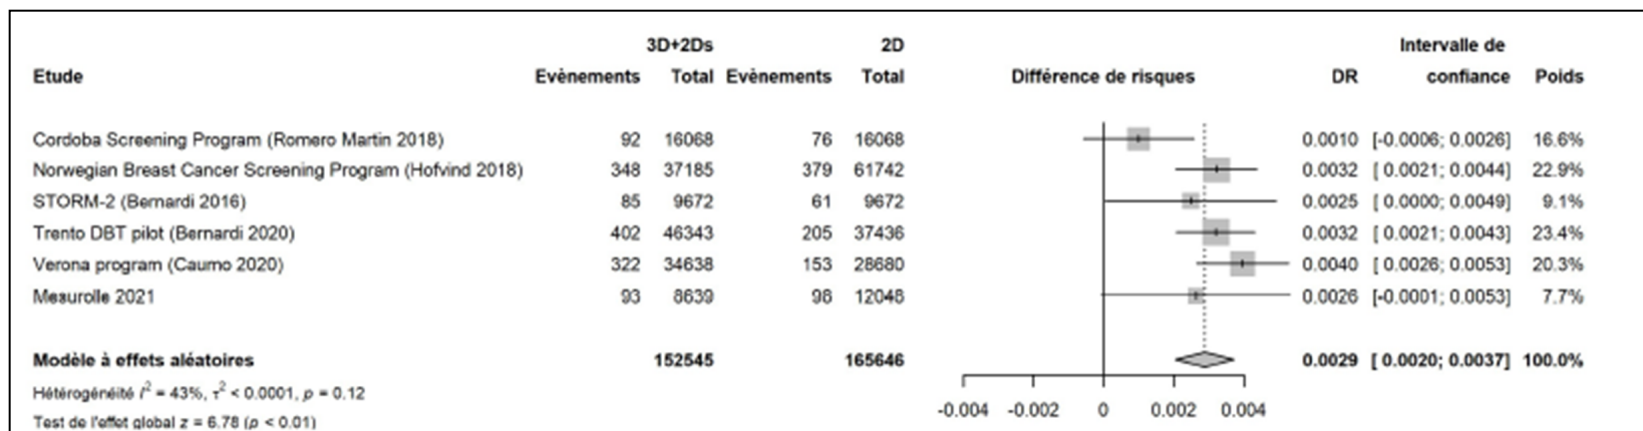 3D+2Ds 2D Intervalle de
Etude Evènements Total Evènements Total Différence de risques DR confiance Poids
Cordoba Screening Program (Romero Martin 2018) 92 16068 76 16068 0.0010 [-0.0006; 0.0026] 16.6%
Norwegian Breast Cancer Screening Program (Hofvind 2018) 348 37185 379 61742 0.0032 [ 0.0021; 0.0044] 22.9%
STORM-2 (Bernardi 2016) 85 9672 61 9672 0.0025 [ 0.0000; 0.0049] 9.1%
Trento DBT pilot (Bernardi 2020) 402 46343 205 37436 0.0032 [ 0.0021; 0.0043] 23.4%
Verona program (Caumo 2020) 322 34638 153 28680 0.0040 [ 0.0026; 0.0053] 20.3%
Mesurolle 2021 93 8639 98 12048 0.0026 [-0.0001; 0.0053] 7.7%
Modèle à effets aléatoires 152545 165646 0.0029 [ 0.0020; 0.0037] 100.0%
Hétérogénéité I² = 43%, τ² < 0.0001, p = 0.12
Test de l'effet global z = 6.78 (p < 0.01)
-0.004 -0.002 0 0.002 0.004